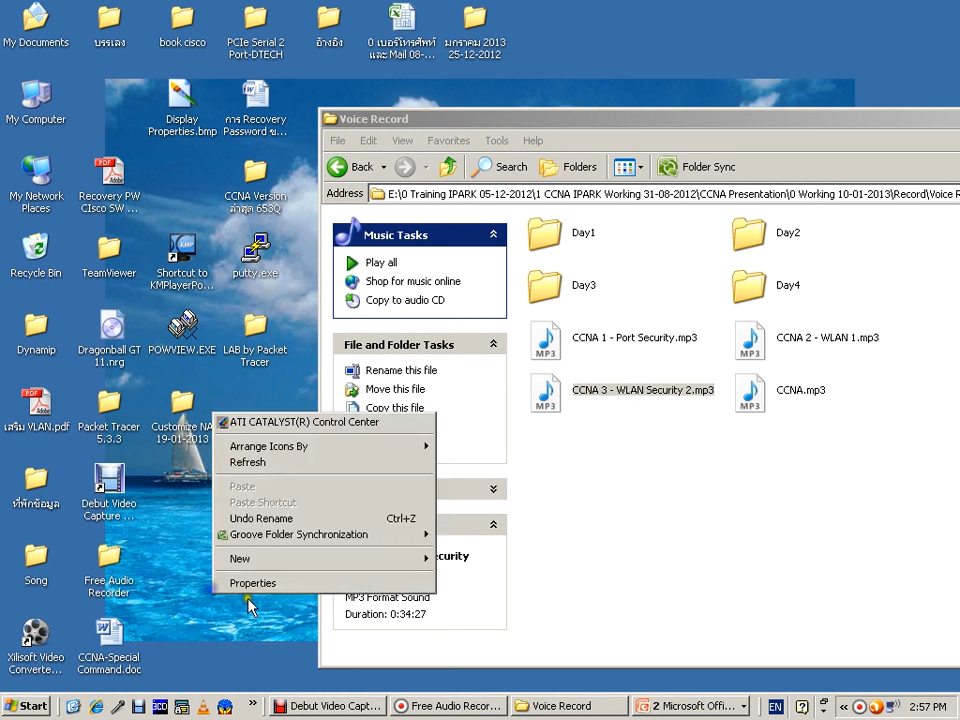 My Documents
บรรเลง
book cisco
PCIe Serial 2
Port-DTECH
อ้างอิง
0 เบอร์โทรศัพท์
และ Mail 08-...
มกราคม 2013
25-12-2012
My Computer
Display
Properties.bmp
การ Recovery
Password ข...
My Network
Places
Recovery PW
CIsco SW ...
CCNA Version
ล่าสุด 653Q
Recycle Bin
TeamViewer
Shortcut to
KMPlayerPo...
putty.exe
Dynamip
Dragonball GT
11.nrg
POWVIEW.EXE
LAB by Packet
Tracer
เสริม VLAN.pdf
Packet Tracer
5.3.3
Customize NA
19-01-2013
ที่พักข้อมูล
Debut Video
Capture ...
Song
Free Audio
Recorder
Xilisoft Video
Converte...
CCNA-Special
Command.doc
Voice Record
File Edit View Favorites Tools Help
Back Search Folders Folder Sync
Address E:\0 Training IPARK 05-12-2012\1 CCNA IPARK Working 31-08-2012\CCNA Presentation\0 Working 10-01-2013\Record\Voice R
Music Tasks
Play all
Shop for music online
Copy to audio CD
File and Folder Tasks
Rename this file
Move this file
Copy this file
Day1
Day2
Day3
Day4
CCNA 1 - Port Security.mp3
CCNA 2 - WLAN 1.mp3
CCNA 3 - WLAN Security 2.mp3
CCNA.mp3
MP3
MP3
MP3
MP3
ATI CATALYST(R) Control Center
Arrange Icons By
Refresh
Paste
Paste Shortcut
Undo Rename Ctrl+Z
Groove Folder Synchronization
New
Properties
curity
MP3 Format Sound
Duration: 0:34:27
Start
Debut Video Capt...
Free Audio Recor...
Voice Record
2 Microsoft Offi...
EN
2:57 PM